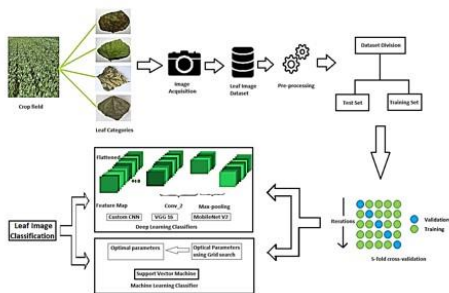 Crop field
Leaf Categories
Image
Acquisition
Leaf Image
Dataset
Pre-processing
Dataset Division
Test Set
Training Set
Flattened
Feature Map
Conv_2
Max-pooling
Custom CNN
VGG 16
MobileNet V2
Deep Learning Classifiers
Leaf Image
Classification
Optimal parameters
Optical Parameters
using Grid search
Support Vector Machine
Machine Learning Classifier
Iterations
Validation
Training
5-fold cross-validation